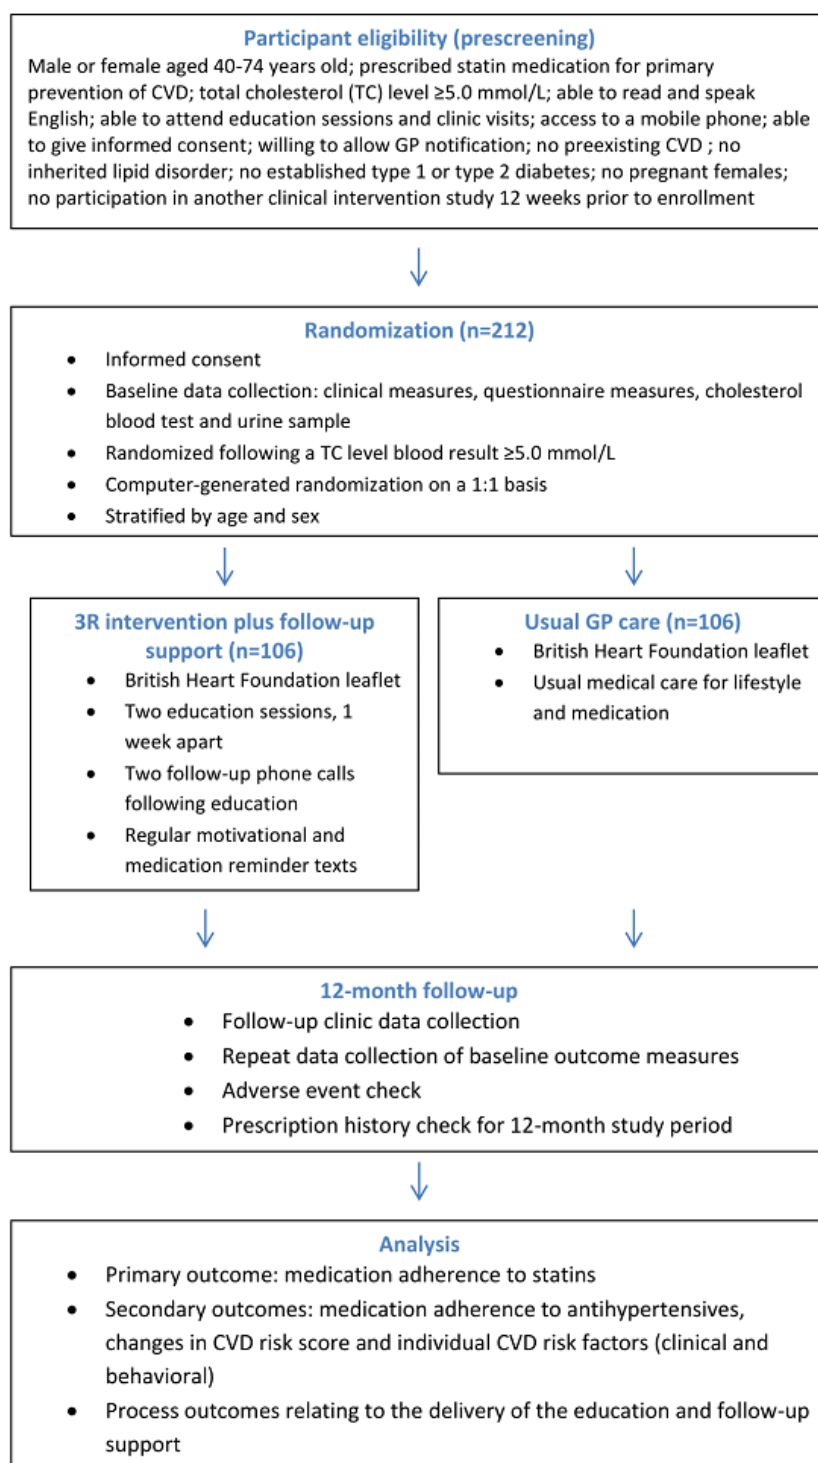 Participant eligibility (prescreening)
Male or female aged 40-74 years old; prescribed statin medication for primary
prevention of CVD; total cholesterol (TC) level ≥5.0 mmol/L; able to read and speak
English; able to attend education sessions and clinic visits; access to a mobile phone; able
to give informed consent; willing to allow GP notification; no preexisting CVD ; no
inherited lipid disorder; no established type 1 or type 2 diabetes; no pregnant females;
no participation in another clinical intervention study 12 weeks prior to enrollment
Randomization (n=212)
• Informed consent
• Baseline data collection: clinical measures, questionnaire measures, cholesterol
blood test and urine sample
• Randomized following a TC level blood result ≥5.0 mmol/L
• Computer-generated randomization on a 1:1 basis
• Stratified by age and sex
3R intervention plus follow-up
support (n=106)
• British Heart Foundation leaflet
• Two education sessions, 1
week apart
• Two follow-up phone calls
following education
• Regular motivational and
medication reminder texts
Usual GP care (n=106)
• British Heart Foundation leaflet
• Usual medical care for lifestyle
and medication
12-month follow-up
• Follow-up clinic data collection
• Repeat data collection of baseline outcome measures
• Adverse event check
• Prescription history check for 12-month study period
Analysis
• Primary outcome: medication adherence to statins
• Secondary outcomes: medication adherence to antihypertensives,
changes in CVD risk score and individual CVD risk factors (clinical and
behavioral)
• Process outcomes relating to the delivery of the education and follow-up
support